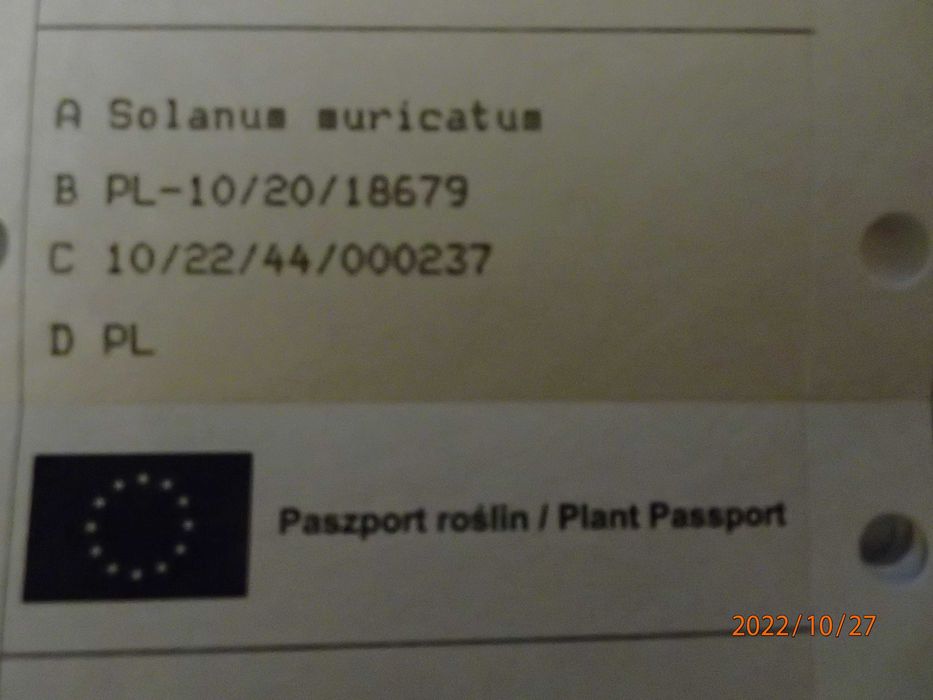 A Solanum muricatum
B PL-10/20/18679
C 10/22/44/000237
D PL
Paszport roślin / Plant Passport
2022/10/27